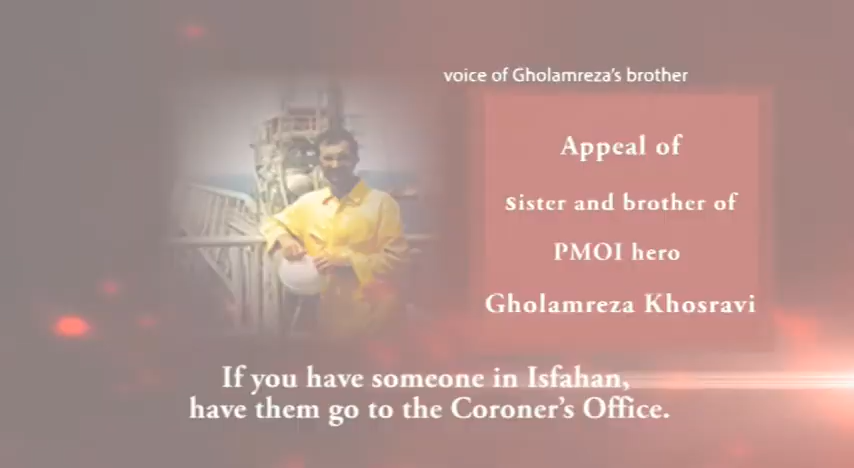 voice of Gholamreza's brother
Appeal of
sister and brother of
PMOI hero
Gholamreza Khosravi
If you have someone in Isfahan,
have them go to the Coroner's Office.